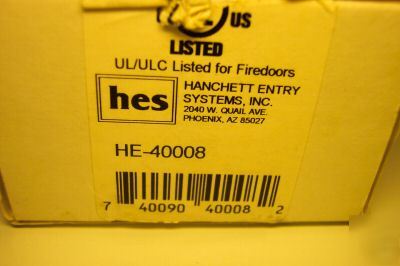 US
LISTED
UL/ULC Listed for Firedoors
hes
HANCHETT ENTRY
SYSTEMS, INC.
2040 W. QUAIL AVE.
PHOENIX, AZ 85027
HE-40008
7 40090 40008 2